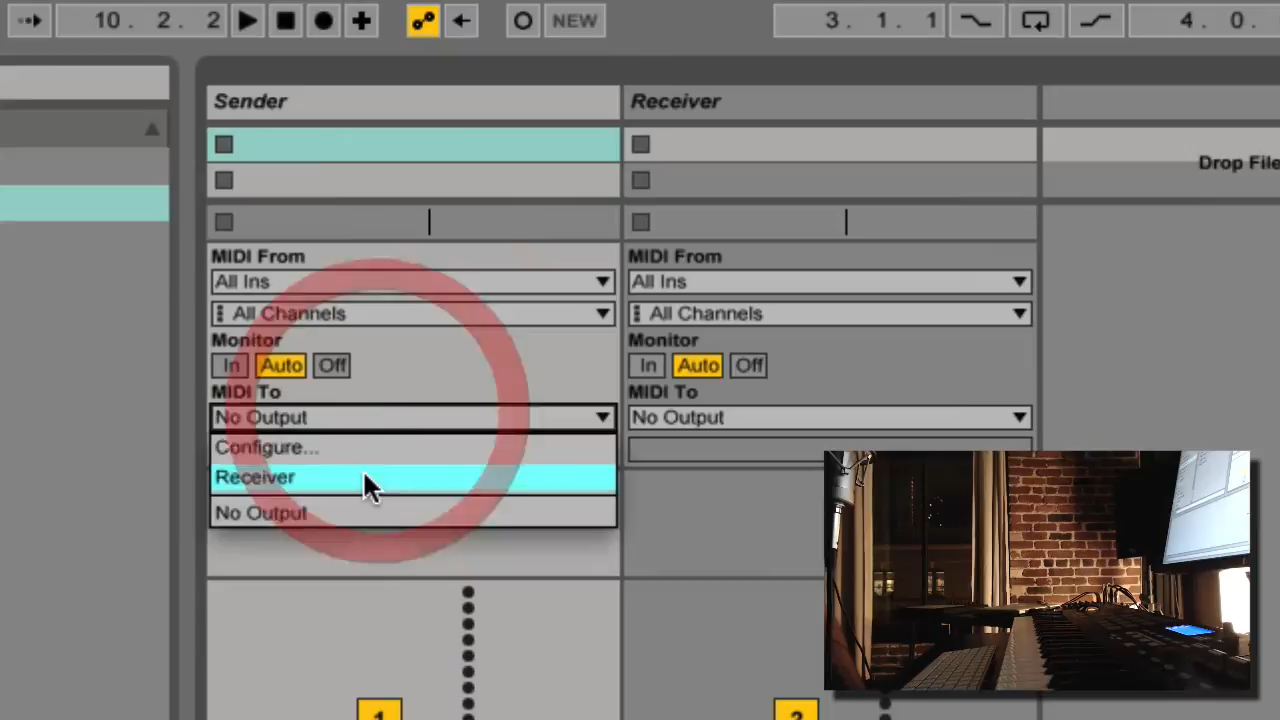 10. 2. 2
NEW
3. 1. 1
4. 0.
Sender
Receiver
Drop File
MIDI From
All Ins
All Channels
Monitor
In Auto Off
MIDI To
No Output
Configure...
Receiver
No Output
MIDI From
All Ins
All Channels
Monitor
In Auto Off
MIDI To
No Output
1
2